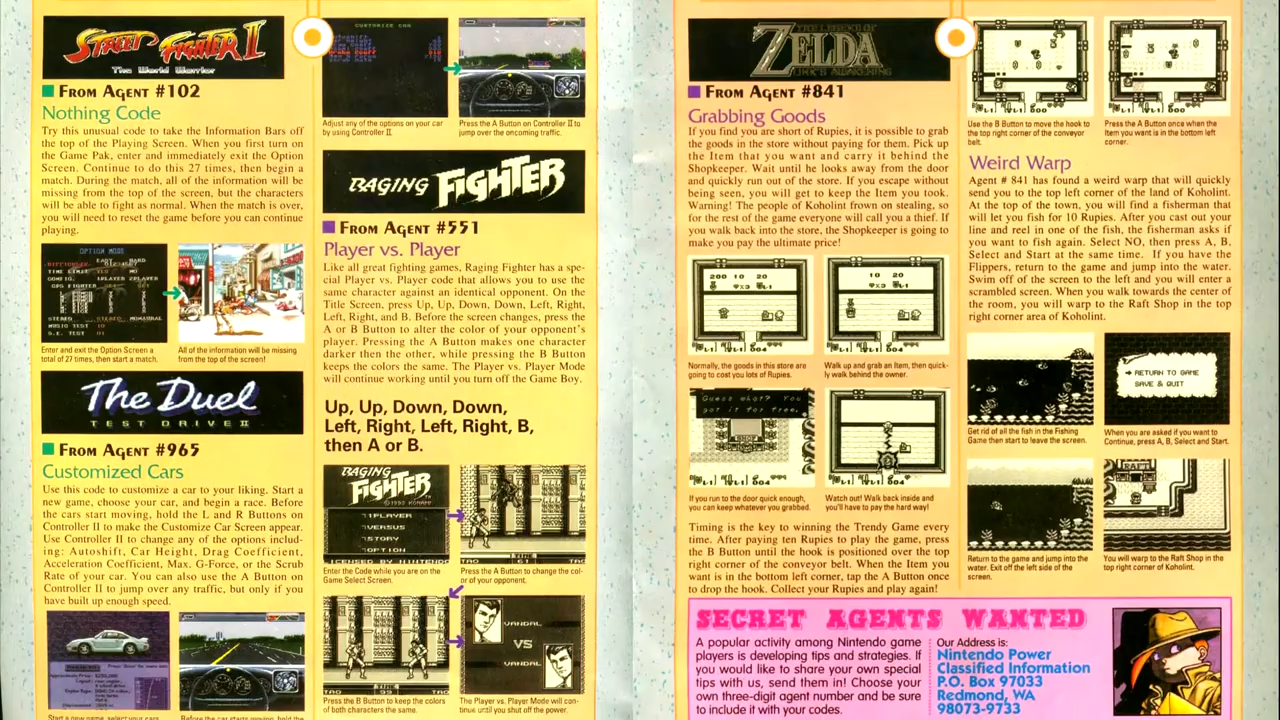 STREET FIGHTER II
The World Warrior
FROM AGENT #102
Nothing Code
Try this unusual code to take the Information Bars off
the top of the Playing Screen. When you first turn on
the Game Pak, enter and immediately exit the Option
Screen. Continue to do this 27 times, then begin a
match. During the match, all of the information will be
missing from the top of the screen, but the characters
will be able to fight as normal. When the match is over,
you will need to reset the game before you can continue
playing.
OPTION MODE
Enter and exit the Option Screen a
total of 27 times, then start a match.
All of the information will be missing
from the top of the screen!
The Duel
TEST DRIVE II
FROM AGENT #965
Customized Cars
Use this code to customize a car to your liking. Start a
new game, choose your car, and begin a race. Before
the cars start moving, hold the L and R Buttons on
Controller II to make the Customize Car Screen appear.
Use Controller II to change any of the options includ-
ing: Autoshift, Car Height, Drag Coefficient,
Acceleration Coefficient, Max. G-Force, or the Scrub
Rate of your car. You can also use the A Button on
Controller II to jump over any traffic, but only if you
have built up enough speed.
Start a new game, select your cars
Before the car starts moving, hold the
CUSTOMIZE CAR
Adjust any of the options on your car
by using Controller II.
Press the A Button on Controller II to
jump over the oncoming traffic.
RAGING FIGHTER
FROM AGENT #551
Player vs. Player
Like all great fighting games, Raging Fighter has a spe-
cial Player vs. Player code that allows you to use the
same character against an identical opponent. On the
Title Screen, press Up, Up, Down, Down, Left, Right,
Left, Right, and B. Before the screen changes, press the
A or B Button to alter the color of your opponent's
player. Pressing the A Button makes one character
darker then the other, while pressing the B Button
keeps the colors the same. The Player vs. Player Mode
will continue working until you turn off the Game Boy.
Up, Up, Down, Down,
Left, Right, Left, Right, B,
then A or B.
RAGING
FIGHTER
©1993 KONAMI
1PLAYER
VERSUS
STORY
OPTION
LICENSED BY NINTENDO
TIME
Enter the Code while you are on the
Game Select Screen.
Press the A Button to change the col-
or of your opponent.
TAO
TIME
99
TAO
VANDAL
VS
VANDAL
Press the B Button to keep the colors
of both characters the same.
The Player vs. Player Mode will con-
tinue until you shut off the power.
THE LEGEND OF
ZELDA
LINK'S AWAKENING
FROM AGENT #841
Grabbing Goods
If you find you are short of Rupies, it is possible to grab
the goods in the store without paying for them. Pick up
the Item that you want and carry it behind the
Shopkeeper. Wait until he looks away from the door
and quickly run out of the store. If you escape without
being seen, you will get to keep the Item you took.
Warning! The people of Koholint frown on stealing, so
for the rest of the game everyone will call you a thief. If
you walk back into the store, the Shopkeeper is going to
make you pay the ultimate price!
200 10 20
10 20
Normally, the goods in this store are
going to cost you lots of Rupies.
Walk up and grab an Item, then quick-
ly walk behind the owner.
Guess what? You
got it for free.
If you run to the door quick enough,
you can keep whatever you grabbed.
Watch out! Walk back inside and
you'll have to pay the hard way!
Timing is the key to winning the Trendy Game every
time. After paying ten Rupies to play the game, press
the B Button until the hook is positioned over the top
right corner of the conveyor belt. When the Item you
want is in the bottom left corner, tap the A Button once
to drop the hook. Collect your Rupies and play again!
Use the B Button to move the hook to
the top right corner of the conveyor
belt.
Press the A Button once when the
Item you want is in the bottom left
corner.
Weird Warp
Agent # 841 has found a weird warp that will quickly
send you to the top left corner of the land of Koholint.
At the top of the town, you will find a fisherman that
will let you fish for 10 Rupies. After you cast out your
line and reel in one of the fish, the fisherman asks if
you want to fish again. Select NO, then press A, B,
Select and Start at the same time. If you have the
Flippers, return to the game and jump into the water.
Swim off of the screen to the left and you will enter a
scrambled screen. When you walk towards the center of
the room, you will warp to the Raft Shop in the top
right corner area of Koholint.
RETURN TO GAME
SAVE & QUIT
Get rid of all the fish in the Fishing
Game then start to leave the screen.
When you are asked if you want to
Continue, press A, B, Select and Start.
RAFT
Return to the game and jump into the
water. Exit off the left side of the
screen.
You will warp to the Raft Shop in the
top right corner of Koholint.
SECRET AGENTS WANTED
A popular activity among Nintendo game
players is developing tips and strategies. If
you would like to share your own special
tips with us, send them in! Choose your
own three-digit agent number and be sure
to include it with your codes.
Our Address is:
Nintendo Power
Classified Information
P.O. Box 97033
Redmond, WA
98073-9733